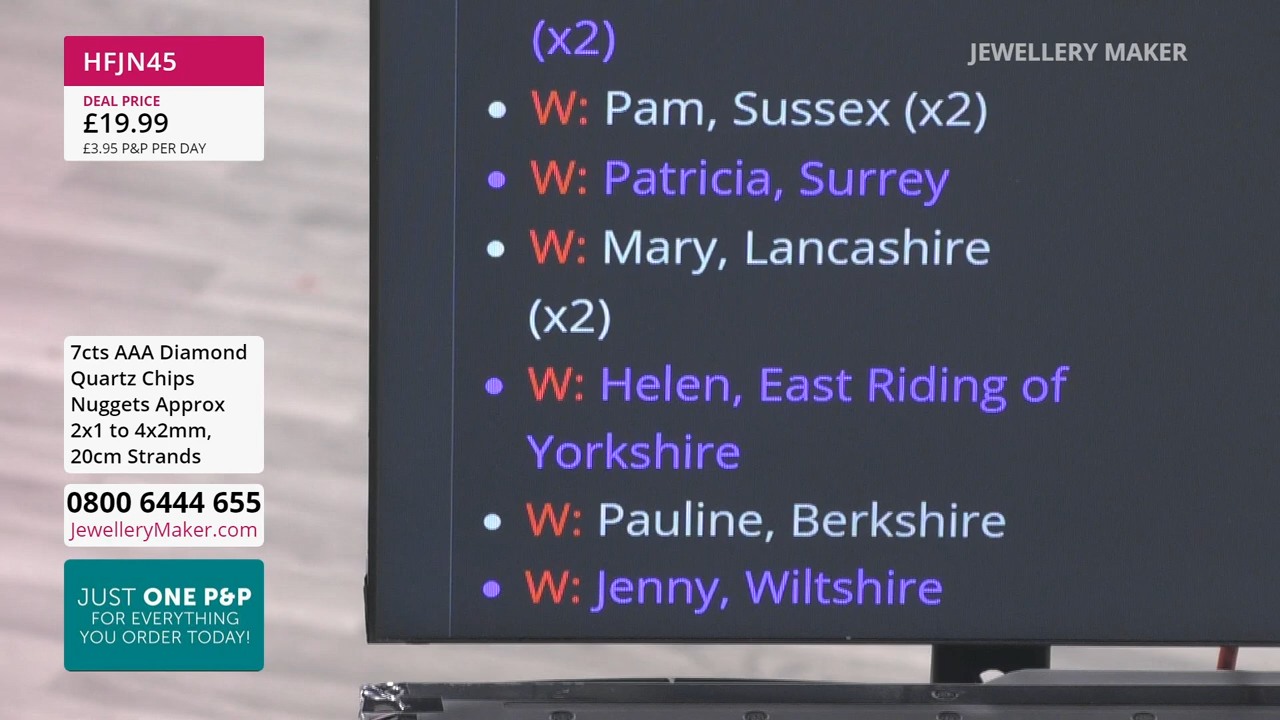 HFJN45
DEAL PRICE
£19.99
£3.95 P&P PER DAY
7cts AAA Diamond
Quartz Chips
Nuggets Approx
2x1 to 4x2mm,
20cm Strands
0800 6444 655
JewelleryMaker.com
JUST ONE P&P
FOR EVERYTHING
YOU ORDER TODAY!
JEWELLERY MAKER
(x2)
W: Pam, Sussex (x2)
W: Patricia, Surrey
W: Mary, Lancashire
(x2)
W: Helen, East Riding of
Yorkshire
W: Pauline, Berkshire
W: Jenny, Wiltshire